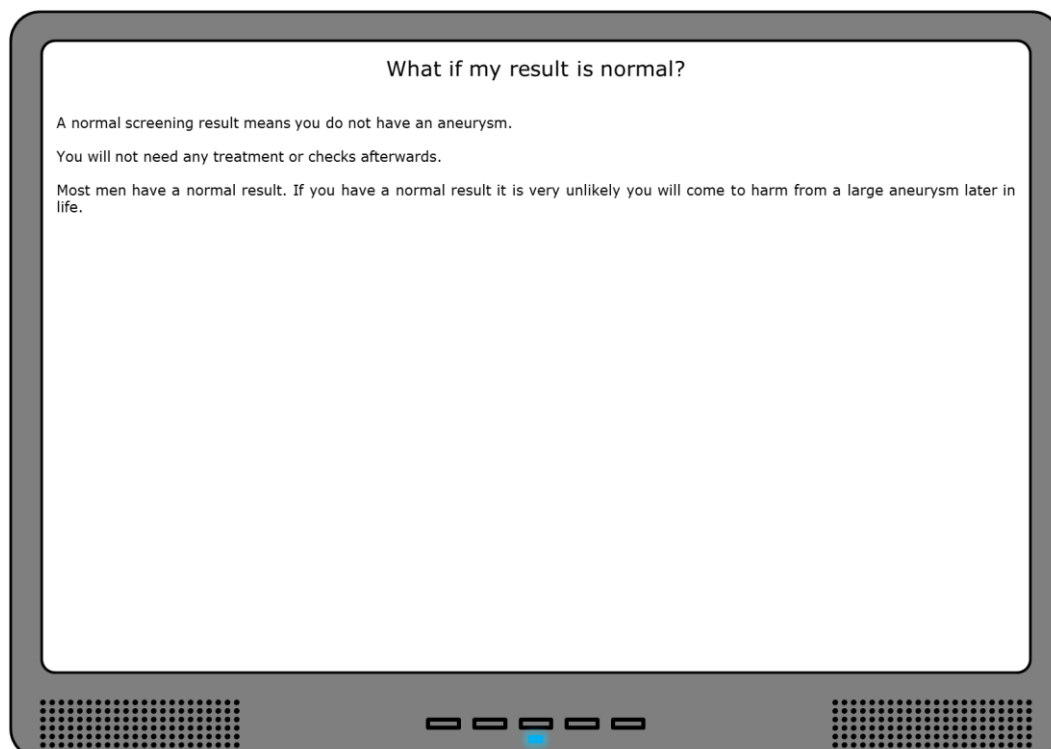 What if my result is normal?
A normal screening result means you do not have an aneurysm.
You will not need any treatment or checks afterwards.
Most men have a normal result. If you have a normal result it is very unlikely you will come to harm from a large aneurysm later in
life.